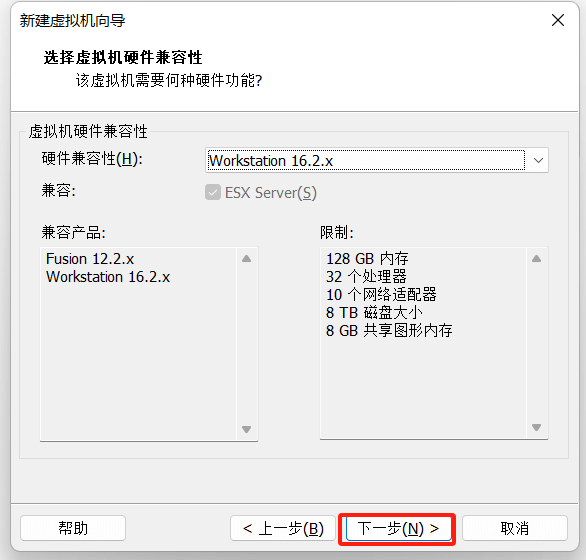 新建虚拟机向导
选择虚拟机硬件兼容性
该虚拟机需要何种硬件功能?
虚拟机硬件兼容性
硬件兼容性(H): Workstation 16.2.x
兼容: ESX Server(S)
兼容产品:
Fusion 12.2.x
Workstation 16.2.x
限制:
128 GB 内存
32 个处理器
10 个网络适配器
8 TB 磁盘大小
8 GB 共享图形内存
帮助 < 上一步(B) 下一步(N) > 取消